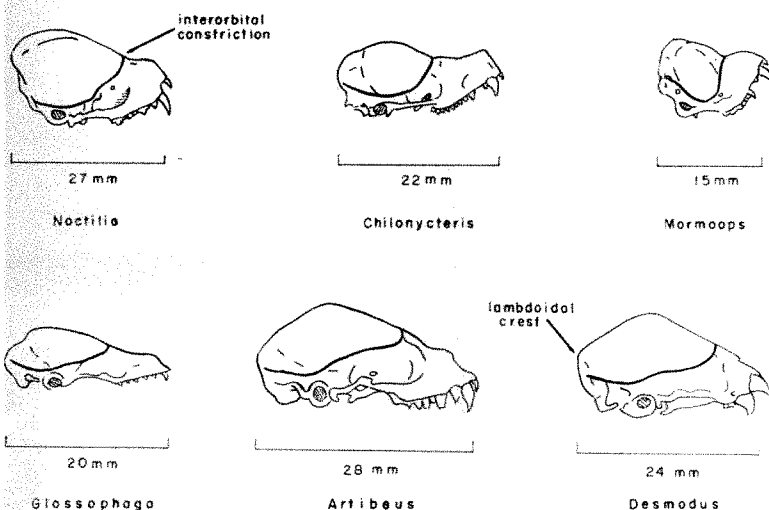 interorbital
constriction
27 mm
22 mm
15 mm
Noctilio
Chilonycteris
Mormoops
lambdoidal
crest
20 mm
28 mm
24 mm
Glossophaga
Artibeus
Desmodus